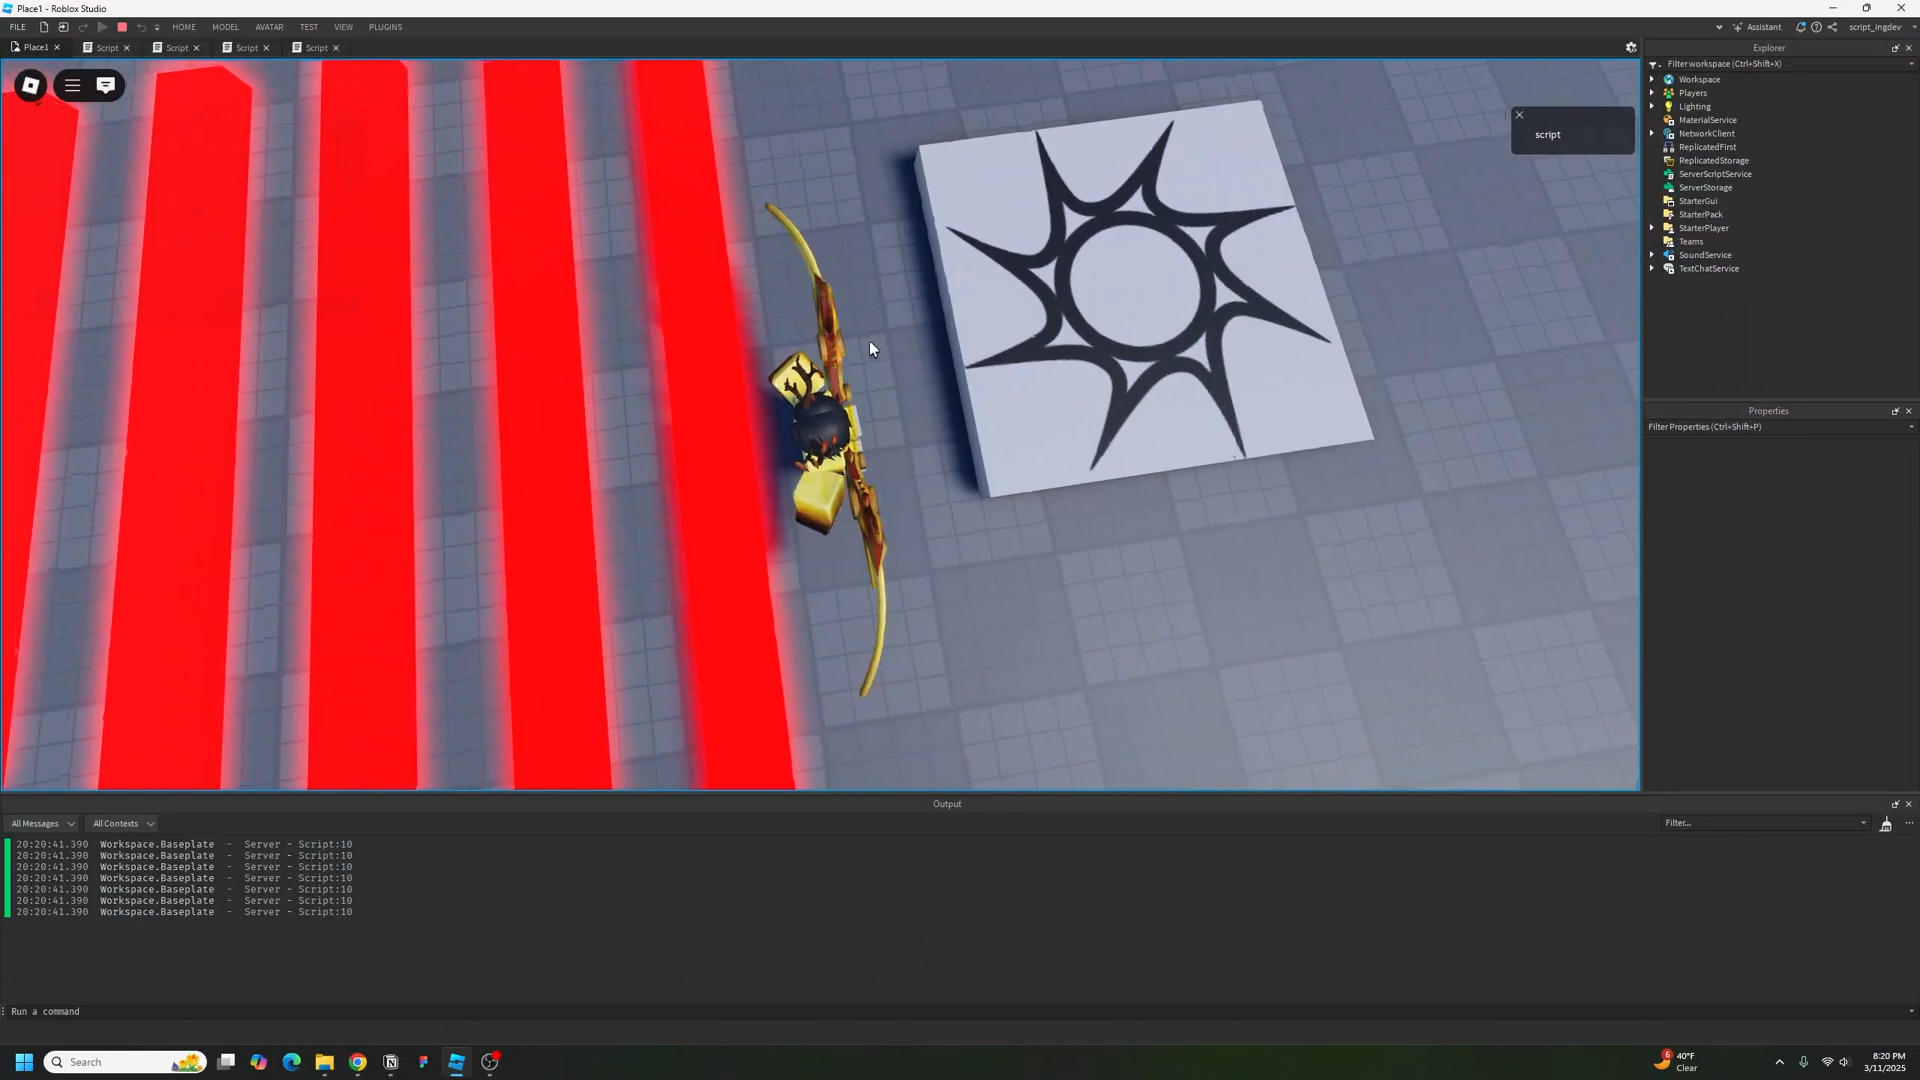 Place1 - Roblox Studio
FILE HOME MODEL AVATAR TEST VIEW PLUGINS Assistant script_ingdev
Place1 Script Script Script Script
Explorer
Filter workspace (Ctrl+Shift+X)
Workspace
Players
Lighting
MaterialService
NetworkClient
ReplicatedFirst
ReplicatedStorage
ServerScriptService
ServerStorage
StarterGui
StarterPack
StarterPlayer
Teams
SoundService
TextChatService
script
Properties
Filter Properties (Ctrl+Shift+P)
Output
All Messages All Contexts Filter...
20:20:41.390 Workspace.Baseplate - Server - Script:10
20:20:41.390 Workspace.Baseplate - Server - Script:10
20:20:41.390 Workspace.Baseplate - Server - Script:10
20:20:41.390 Workspace.Baseplate - Server - Script:10
20:20:41.390 Workspace.Baseplate - Server - Script:10
20:20:41.390 Workspace.Baseplate - Server - Script:10
20:20:41.390 Workspace.Baseplate - Server - Script:10
Run a command
Search
6
40°F
Clear
8:20 PM
3/11/2025